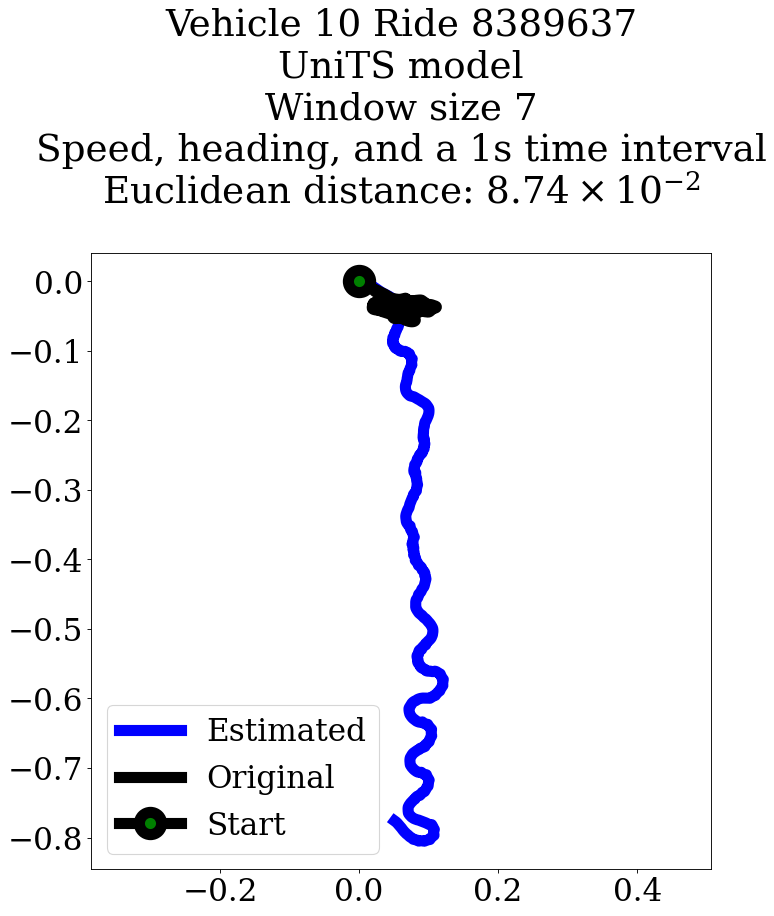 Vehicle 10 Ride 8389637
UniTS model
Window size 7
Speed, heading, and a 1s time interval
Euclidean distance: 8.74 × 10⁻²
0.0
−0.1
−0.2
−0.3
−0.4
−0.5
−0.6
−0.7
−0.8
Estimated
Original
Start
−0.2 0.0 0.2 0.4